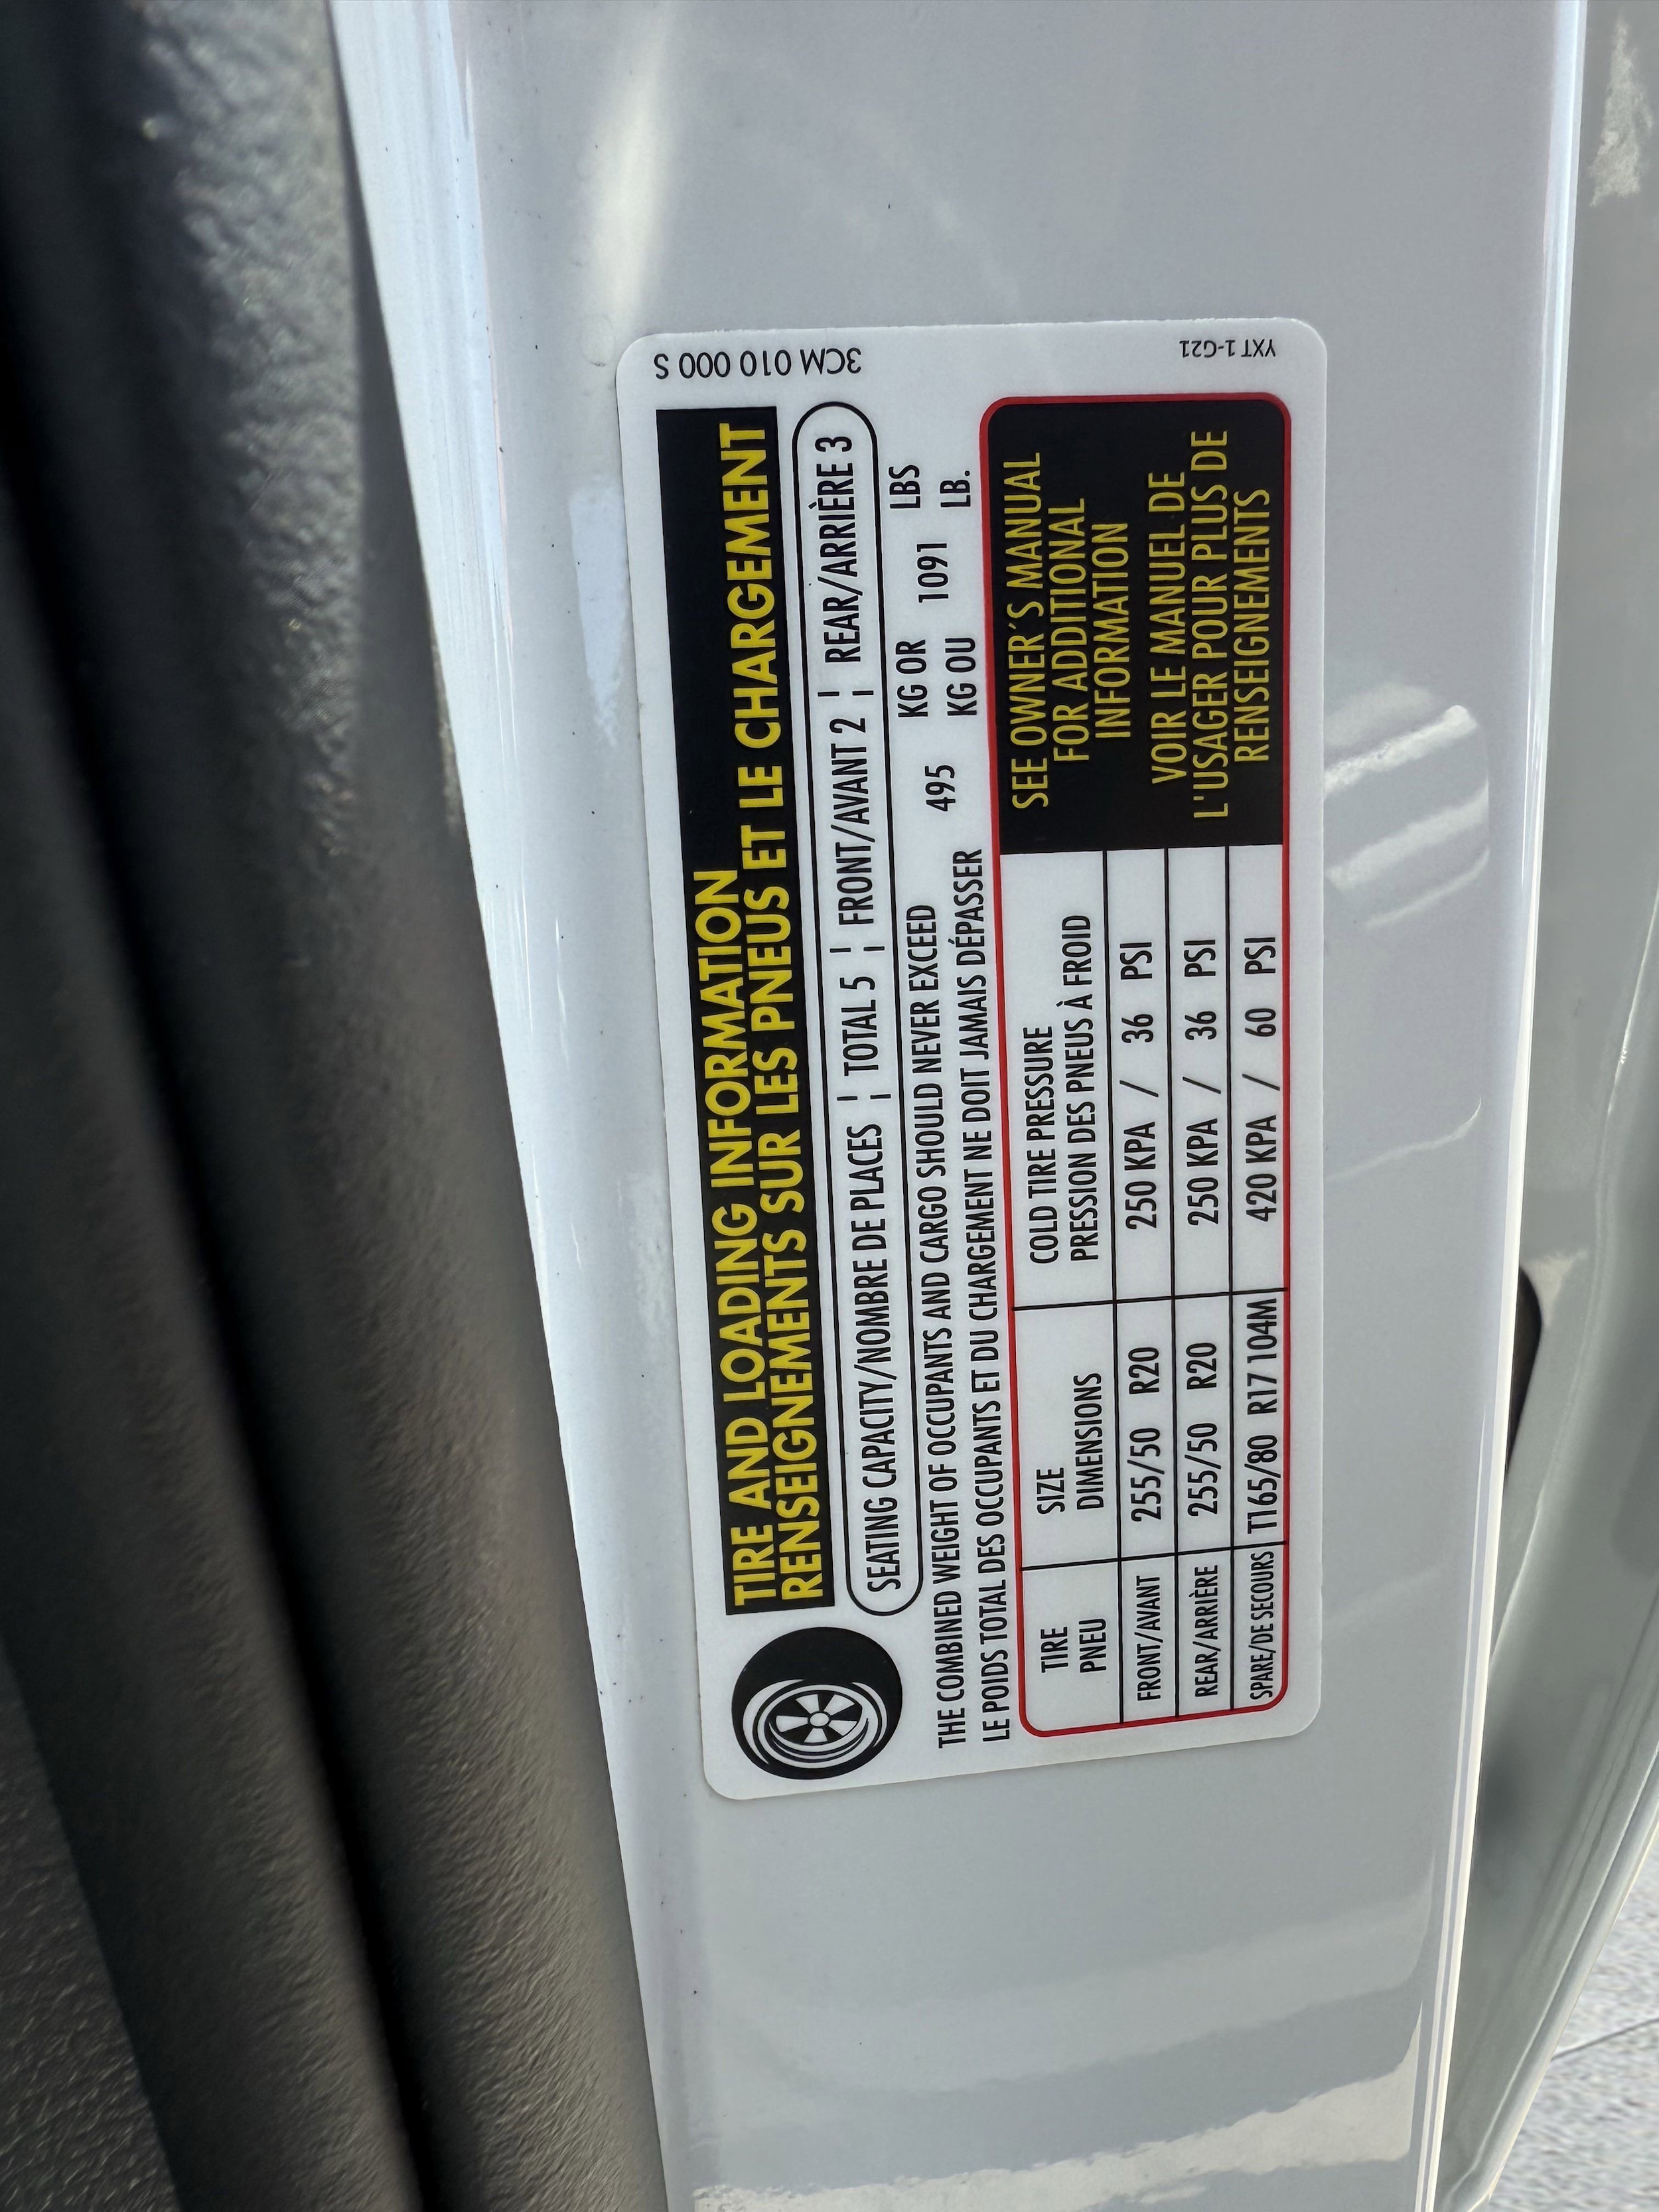 3CM 010 000 S
TIRE AND LOADING INFORMATION
RENSEIGNEMENTS SUR LES PNEUS ET LE CHARGEMENT
SEATING CAPACITY/NOMBRE DE PLACES ¦ TOTAL 5 ¦ FRONT/AVANT 2 ¦ REAR/ARRIÈRE 3
THE COMBINED WEIGHT OF OCCUPANTS AND CARGO SHOULD NEVER EXCEED 495 KG OR 1091 LBS
LE POIDS TOTAL DES OCCUPANTS ET DU CHARGEMENT NE DOIT JAMAIS DÉPASSER KG OU LB.
TIRE SIZE COLD TIRE PRESSURE
PNEU DIMENSIONS PRESSION DES PNEUS À FROID
FRONT/AVANT 255/50 R20 250 KPA / 36 PSI
REAR/ARRIÈRE 255/50 R20 250 KPA / 36 PSI
SPARE/DE SECOURS T165/80 R17 104M 420 KPA / 60 PSI
SEE OWNER'S MANUAL
FOR ADDITIONAL
INFORMATION
VOIR LE MANUEL DE
L'USAGER POUR PLUS DE
RENSEIGNEMENTS
YXT 1-G21